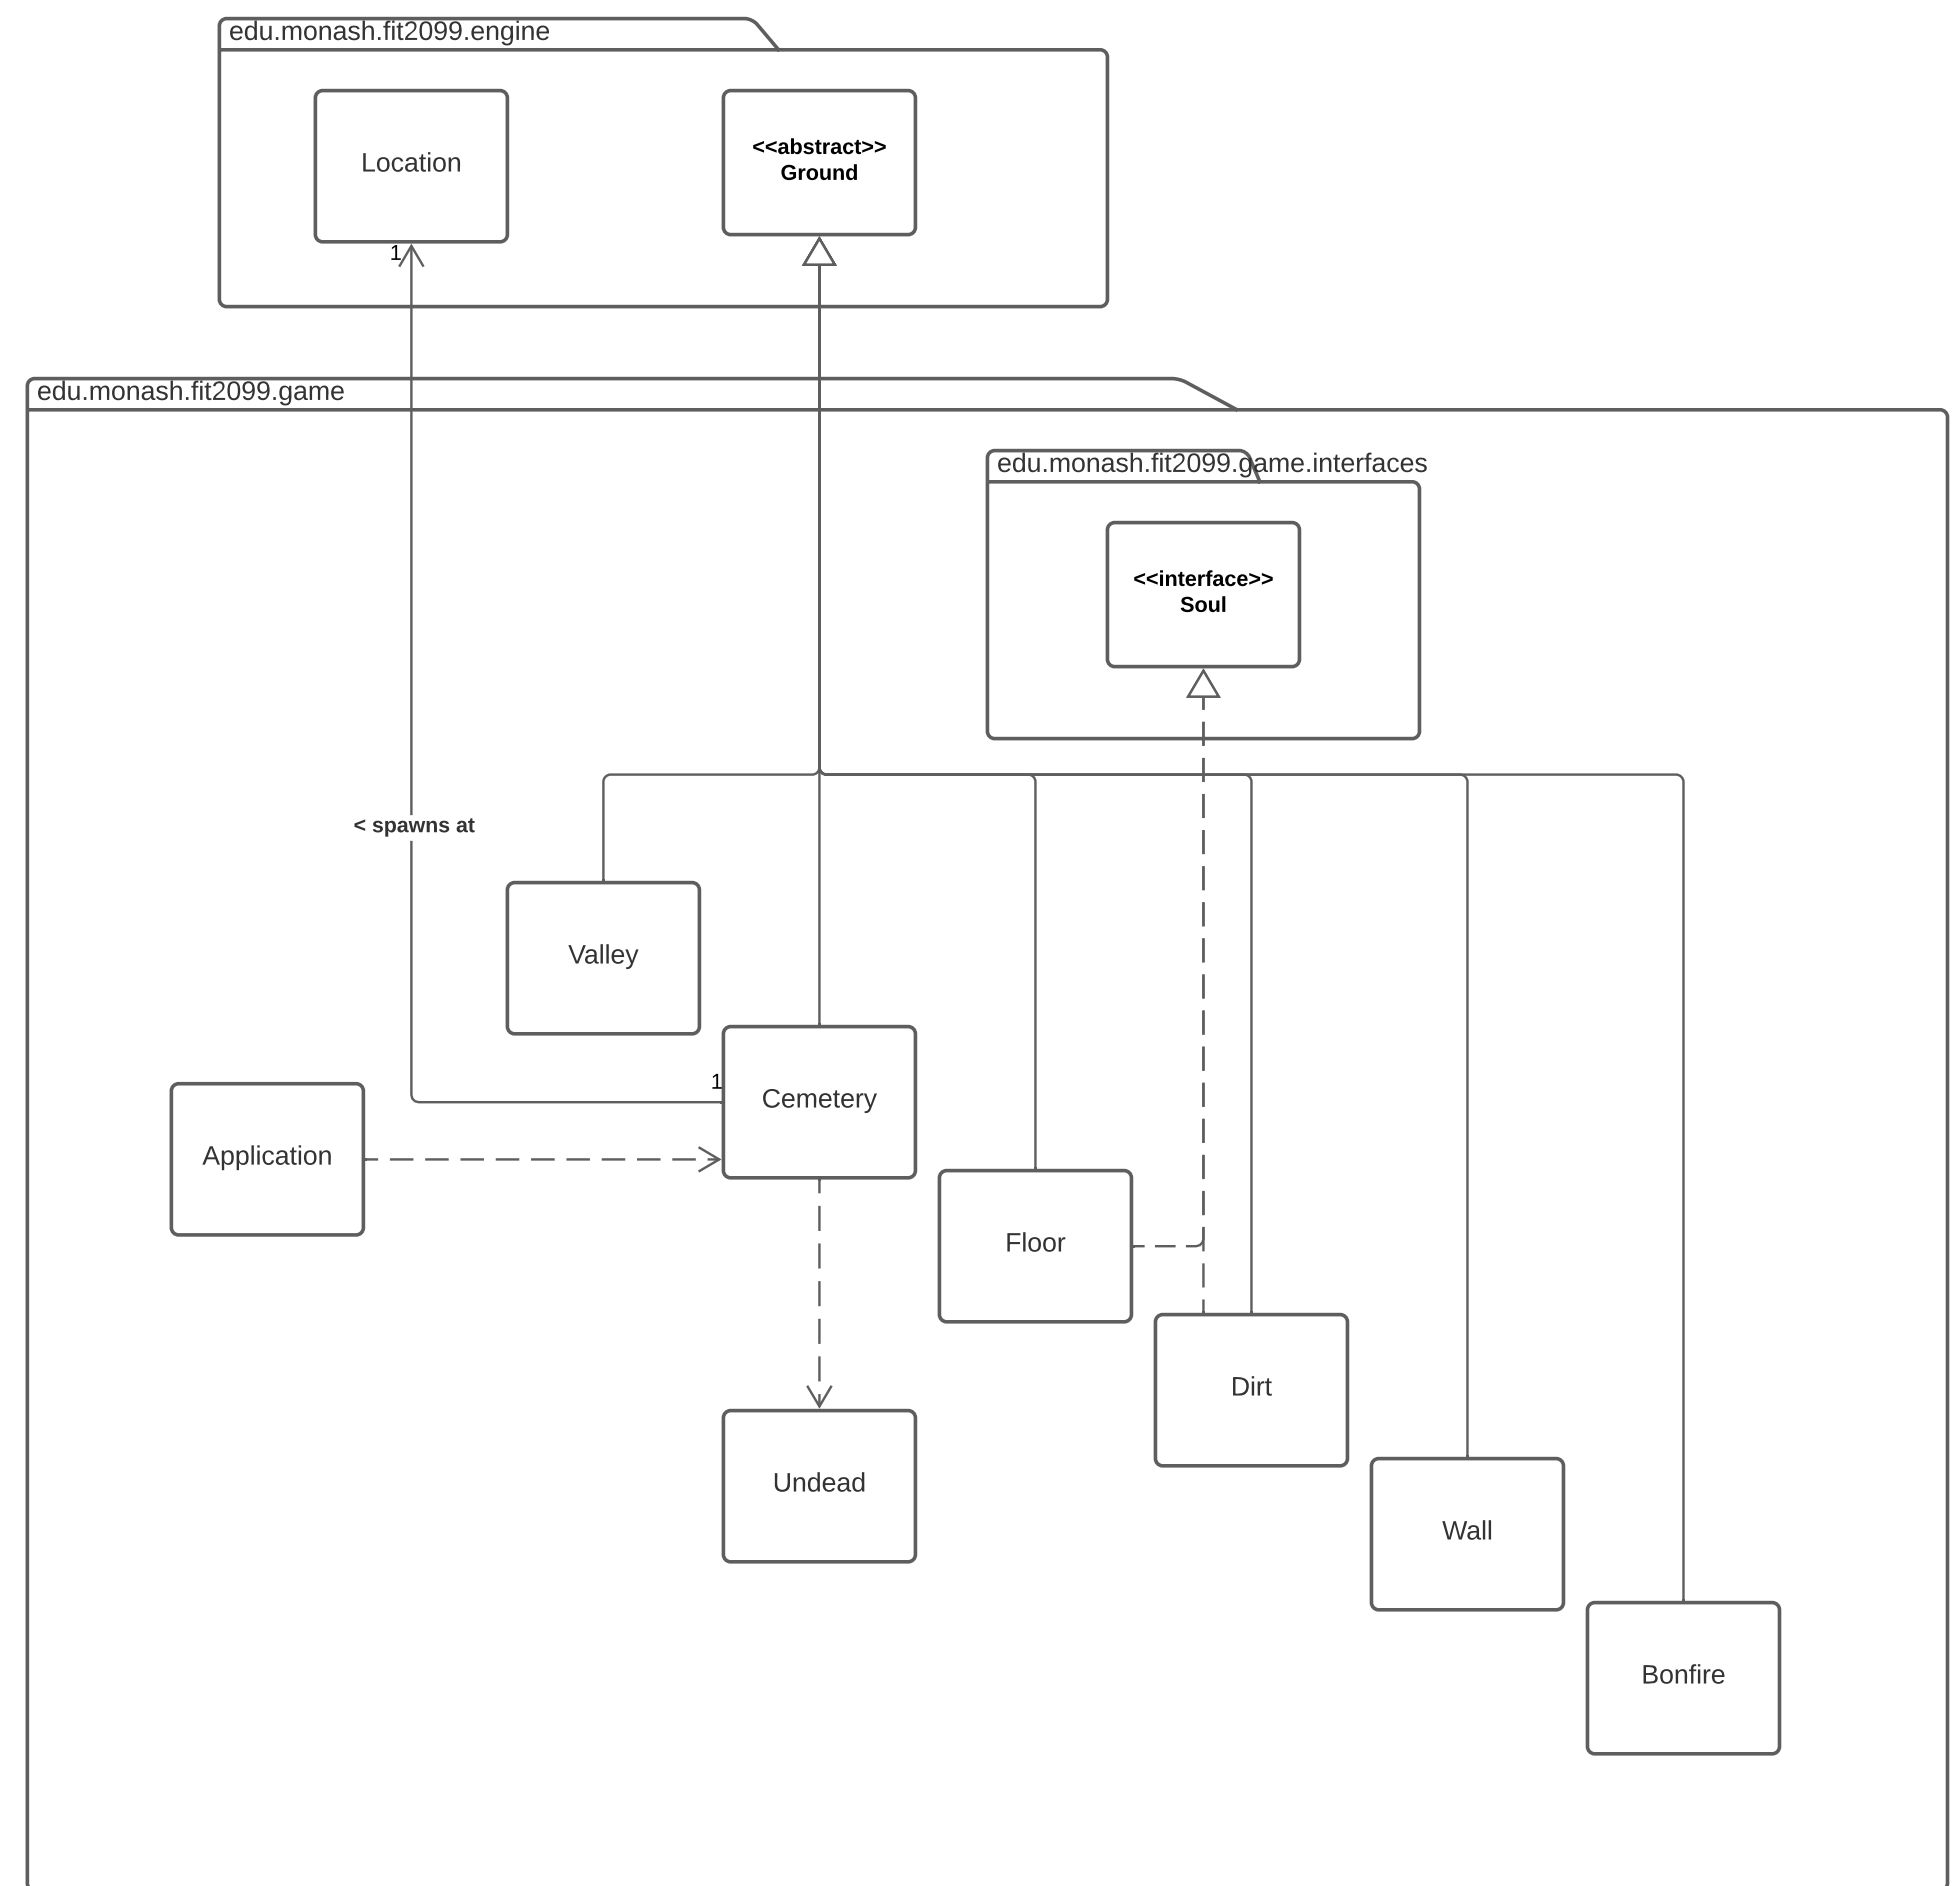 edu.monash.fit2099.engine
Location
<<abstract>>
Ground
1
edu.monash.fit2099.game
edu.monash.fit2099.game.interfaces
<<interface>>
Soul
< spawns at
Valley
1
Cemetery
Application
Floor
Dirt
Undead
Wall
Bonfire